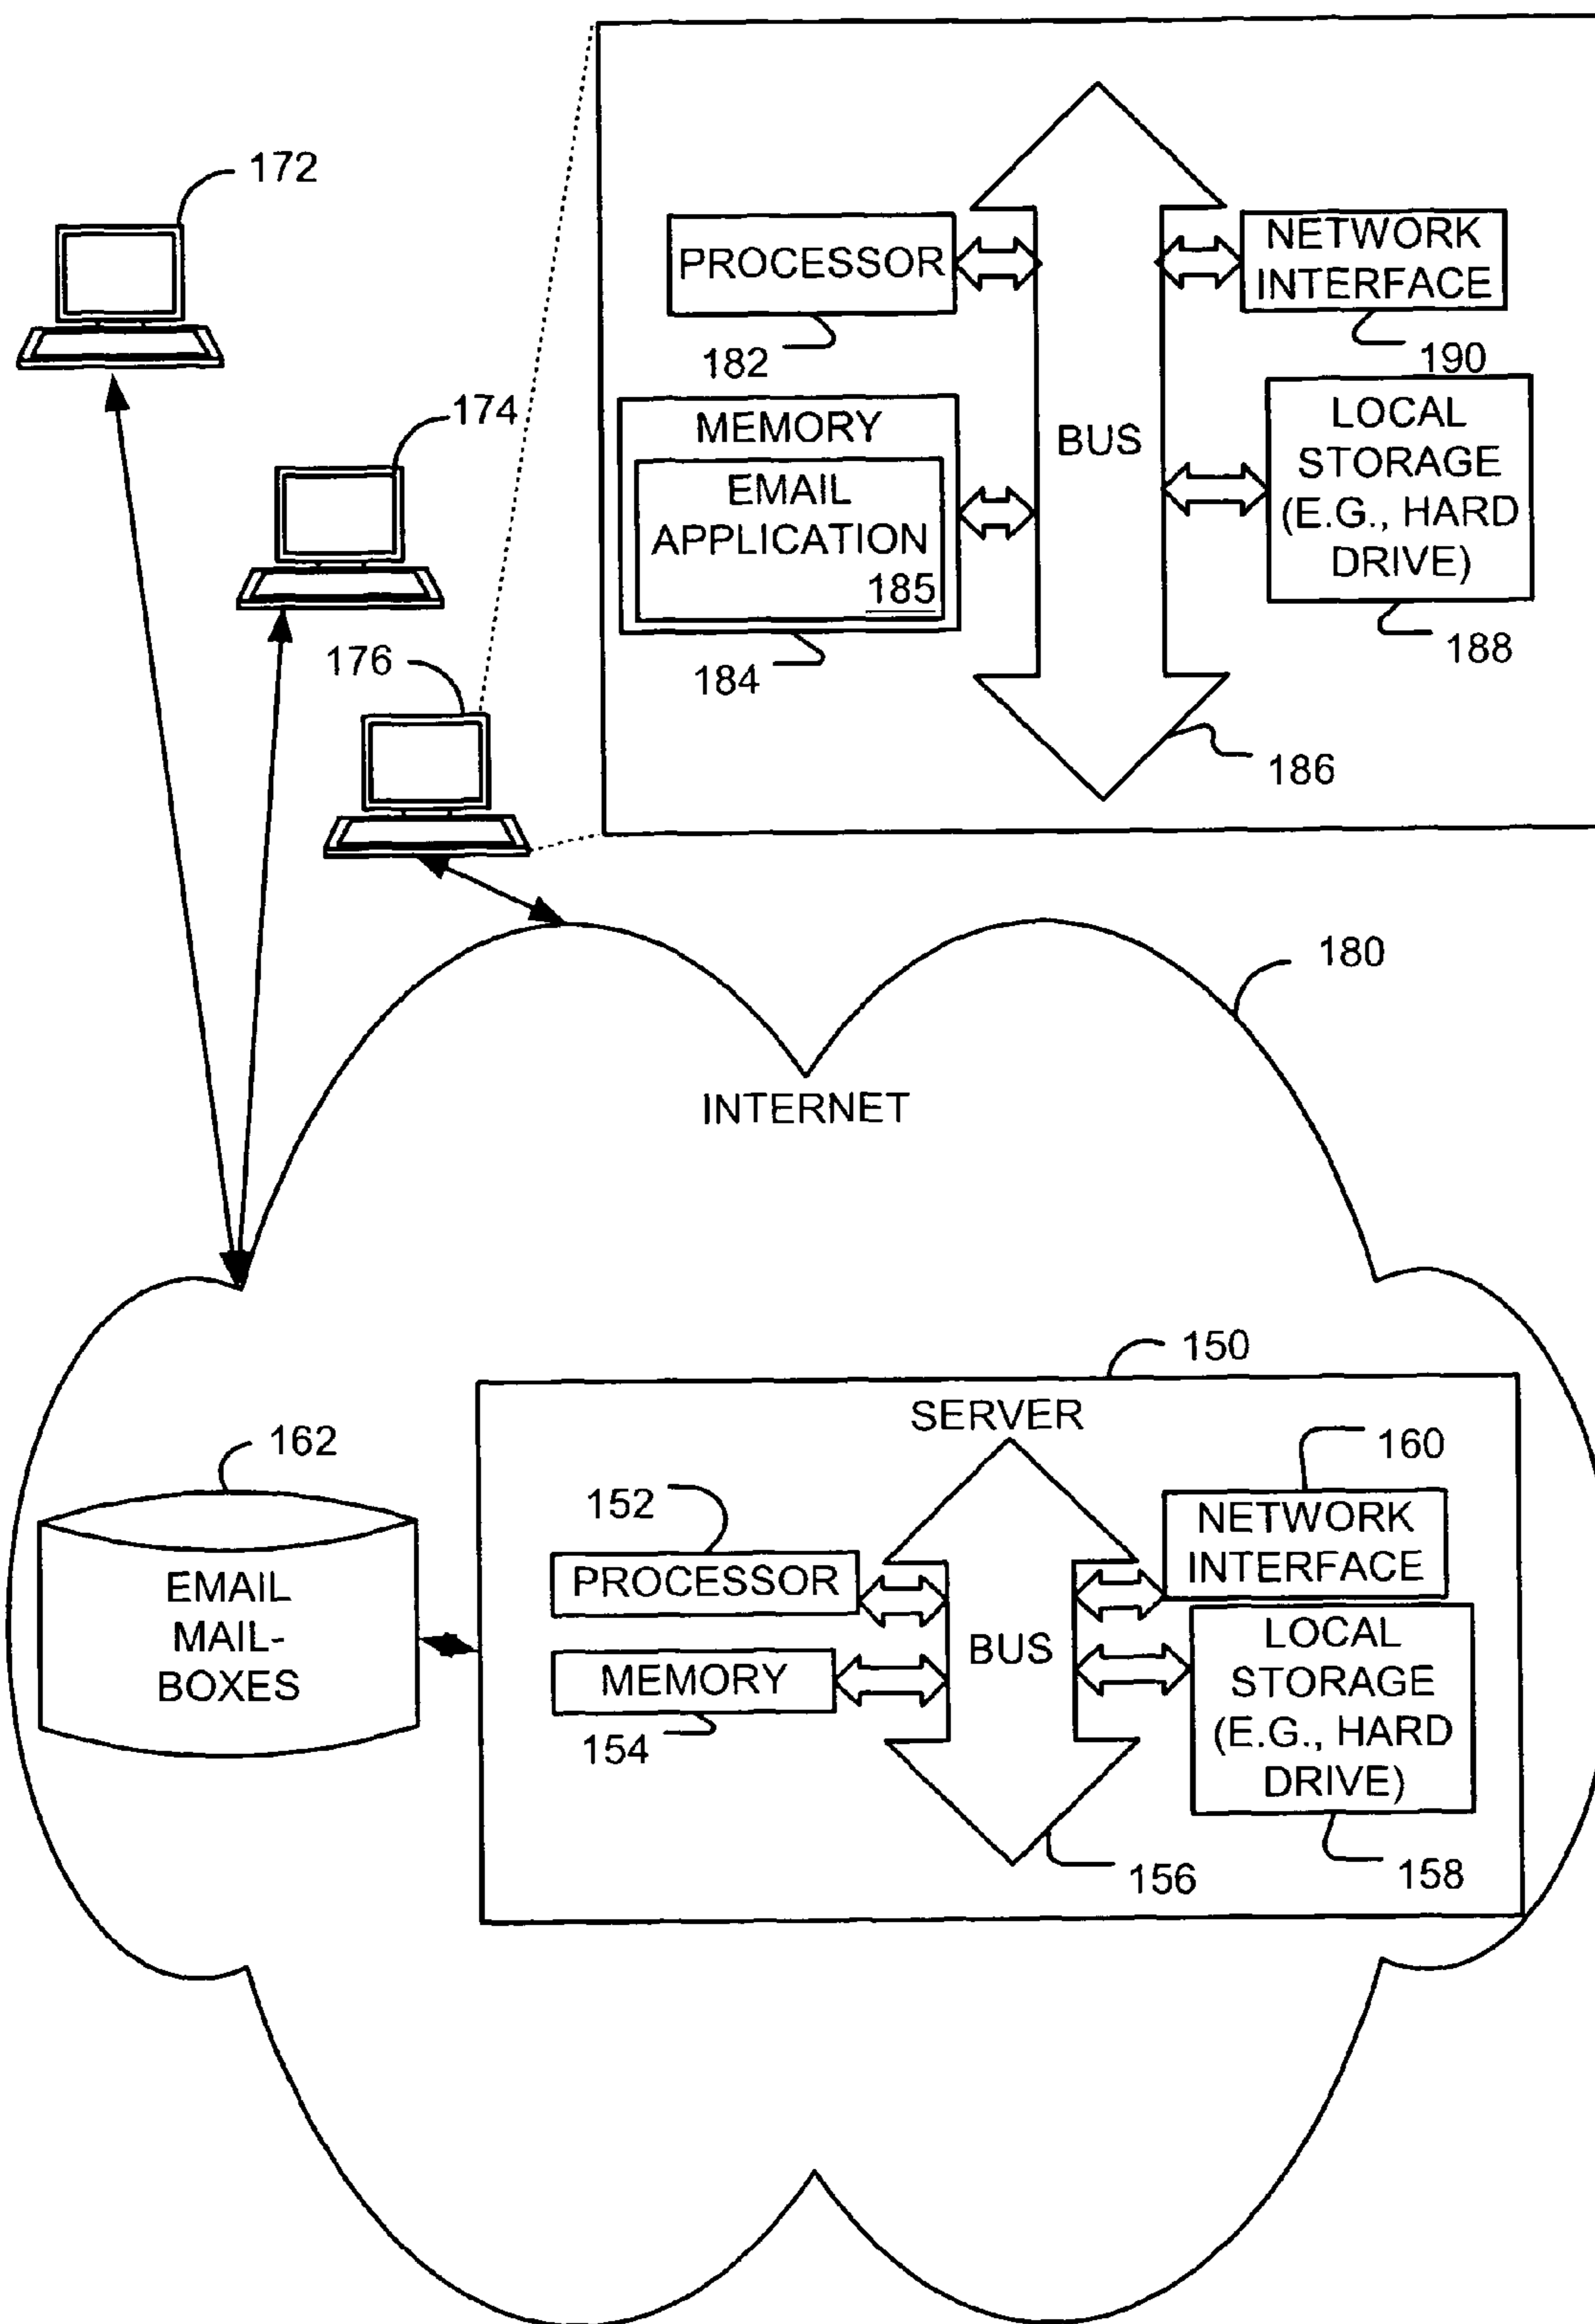 172
174
176
PROCESSOR
182
MEMORY
EMAIL
APPLICATION
185
184
BUS
186
NETWORK
INTERFACE
190
LOCAL
STORAGE
(E.G., HARD
DRIVE)
188
180
INTERNET
150
SERVER
162
EMAIL
MAIL-
BOXES
152
PROCESSOR
MEMORY
154
BUS
156
160
NETWORK
INTERFACE
LOCAL
STORAGE
(E.G., HARD
DRIVE)
158